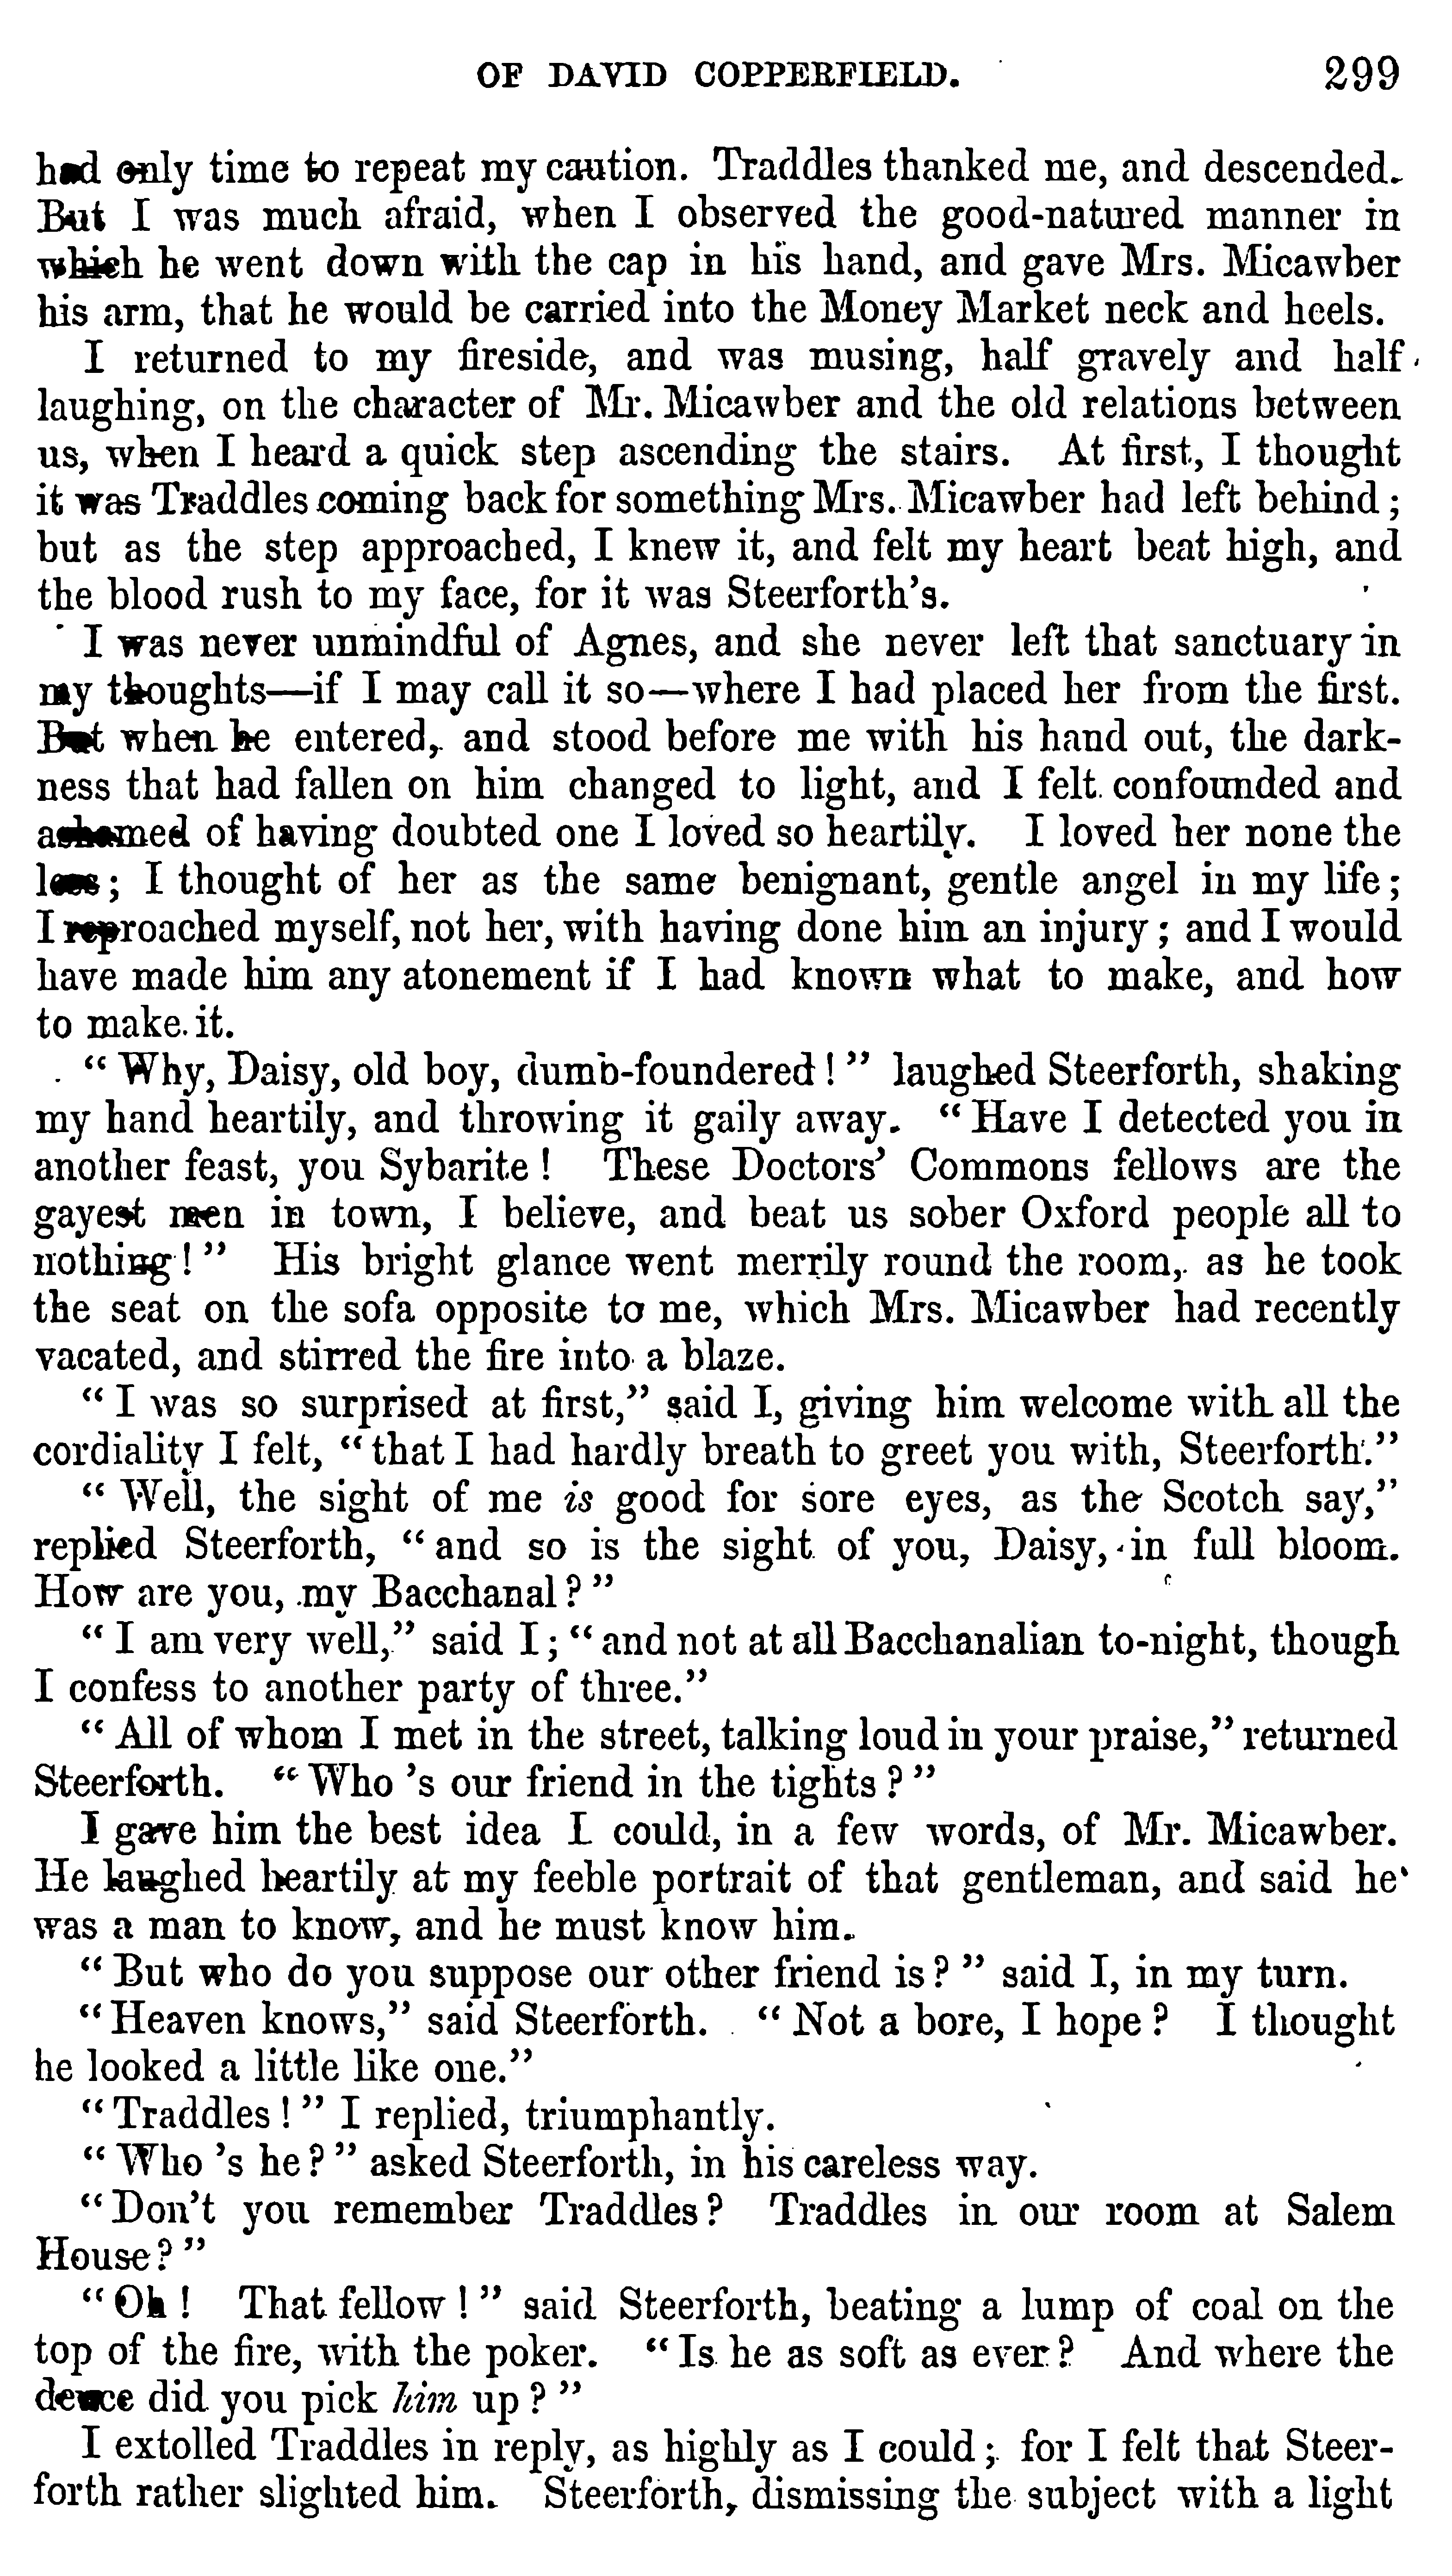 OF DAVID COPPERFIELD. 299
had only time to repeat my caution. Traddles thanked me, and descended.
But I was much afraid, when I observed the good-natured manner in
which he went down with the cap in his hand, and gave Mrs. Micawber
his arm, that he would be carried into the Money Market neck and heels.
I returned to my fireside, and was musing, half gravely and half
laughing, on the character of Mr. Micawber and the old relations between
us, when I heard a quick step ascending the stairs. At first, I thought
it was Traddles coming back for something Mrs. Micawber had left behind;
but as the step approached, I knew it, and felt my heart beat high, and
the blood rush to my face, for it was Steerforth's.
I was never unmindful of Agnes, and she never left that sanctuary in
my thoughts—if I may call it so—where I had placed her from the first.
But when he entered, and stood before me with his hand out, the dark-
ness that had fallen on him changed to light, and I felt confounded and
ashamed of having doubted one I loved so heartily. I loved her none the
less; I thought of her as the same benignant, gentle angel in my life;
I reproached myself, not her, with having done him an injury; and I would
have made him any atonement if I had known what to make, and how
to make it.
"Why, Daisy, old boy, dumb-foundered!" laughed Steerforth, shaking
my hand heartily, and throwing it gaily away. "Have I detected you in
another feast, you Sybarite! These Doctors' Commons fellows are the
gayest men in town, I believe, and beat us sober Oxford people all to
nothing!" His bright glance went merrily round the room, as he took
the seat on the sofa opposite to me, which Mrs. Micawber had recently
vacated, and stirred the fire into a blaze.
"I was so surprised at first," said I, giving him welcome with all the
cordiality I felt, "that I had hardly breath to greet you with, Steerforth."
"Well, the sight of me is good for sore eyes, as the Scotch say,"
replied Steerforth, "and so is the sight of you, Daisy, in full bloom.
How are you, my Bacchanal?"
"I am very well," said I; "and not at all Bacchanalian to-night, though
I confess to another party of three."
"All of whom I met in the street, talking loud in your praise," returned
Steerforth. "Who 's our friend in the tights?"
I gave him the best idea I could, in a few words, of Mr. Micawber.
He laughed heartily at my feeble portrait of that gentleman, and said he
was a man to know, and he must know him.
"But who do you suppose our other friend is?" said I, in my turn.
"Heaven knows," said Steerforth. "Not a bore, I hope? I thought
he looked a little like one."
"Traddles!" I replied, triumphantly.
"Who 's he?" asked Steerforth, in his careless way.
"Don't you remember Traddles? Traddles in our room at Salem
House?"
"Oh! That fellow!" said Steerforth, beating a lump of coal on the
top of the fire, with the poker. "Is he as soft as ever? And where the
deuce did you pick him up?"
I extolled Traddles in reply, as highly as I could; for I felt that Steer-
forth rather slighted him. Steerforth, dismissing the subject with a light